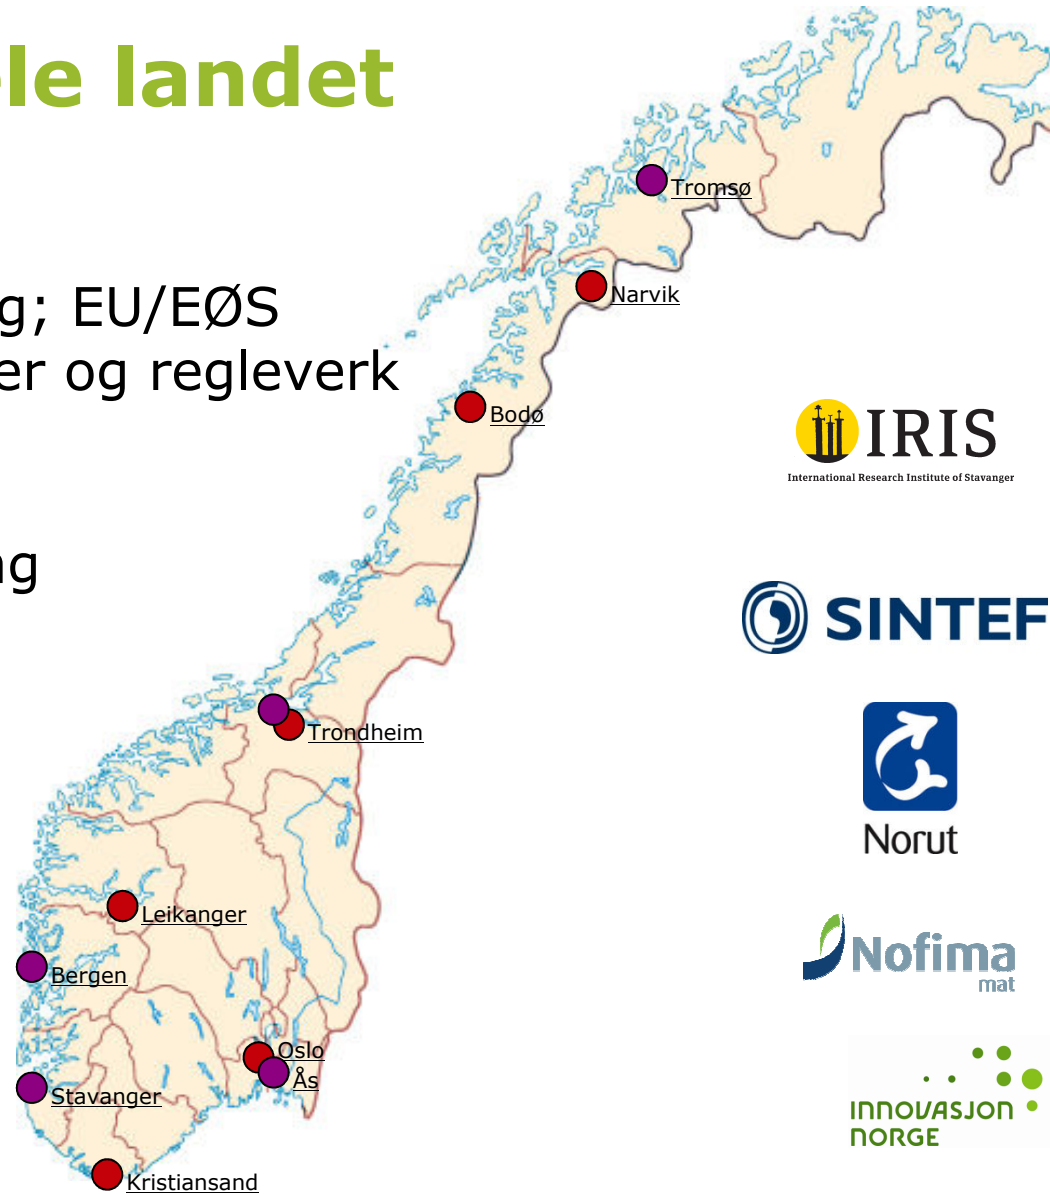 le landet
Tromsø
Narvik
g; EU/EØS
er og regleverk
Bodø
IRIS
International Research Institute of Stavanger
ng
SINTEF
Trondheim
Norut
Leikanger
Nofima
mat
Bergen
Oslo
Ås
Stavanger
INNOVASJON
NORGE
Kristiansand